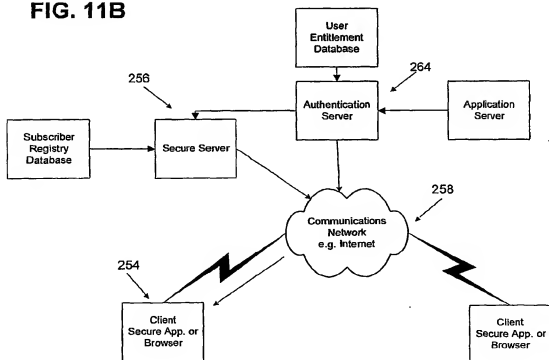 FIG. 11B
User
Entitlement
Database
256
264
Authentication
Server
Application
Server
Subscriber
Registry
Database
Secure Server
Communications
Network
e.g. Internet
258
254
Client
Secure App. or
Browser
Client
Secure App. or
Browser